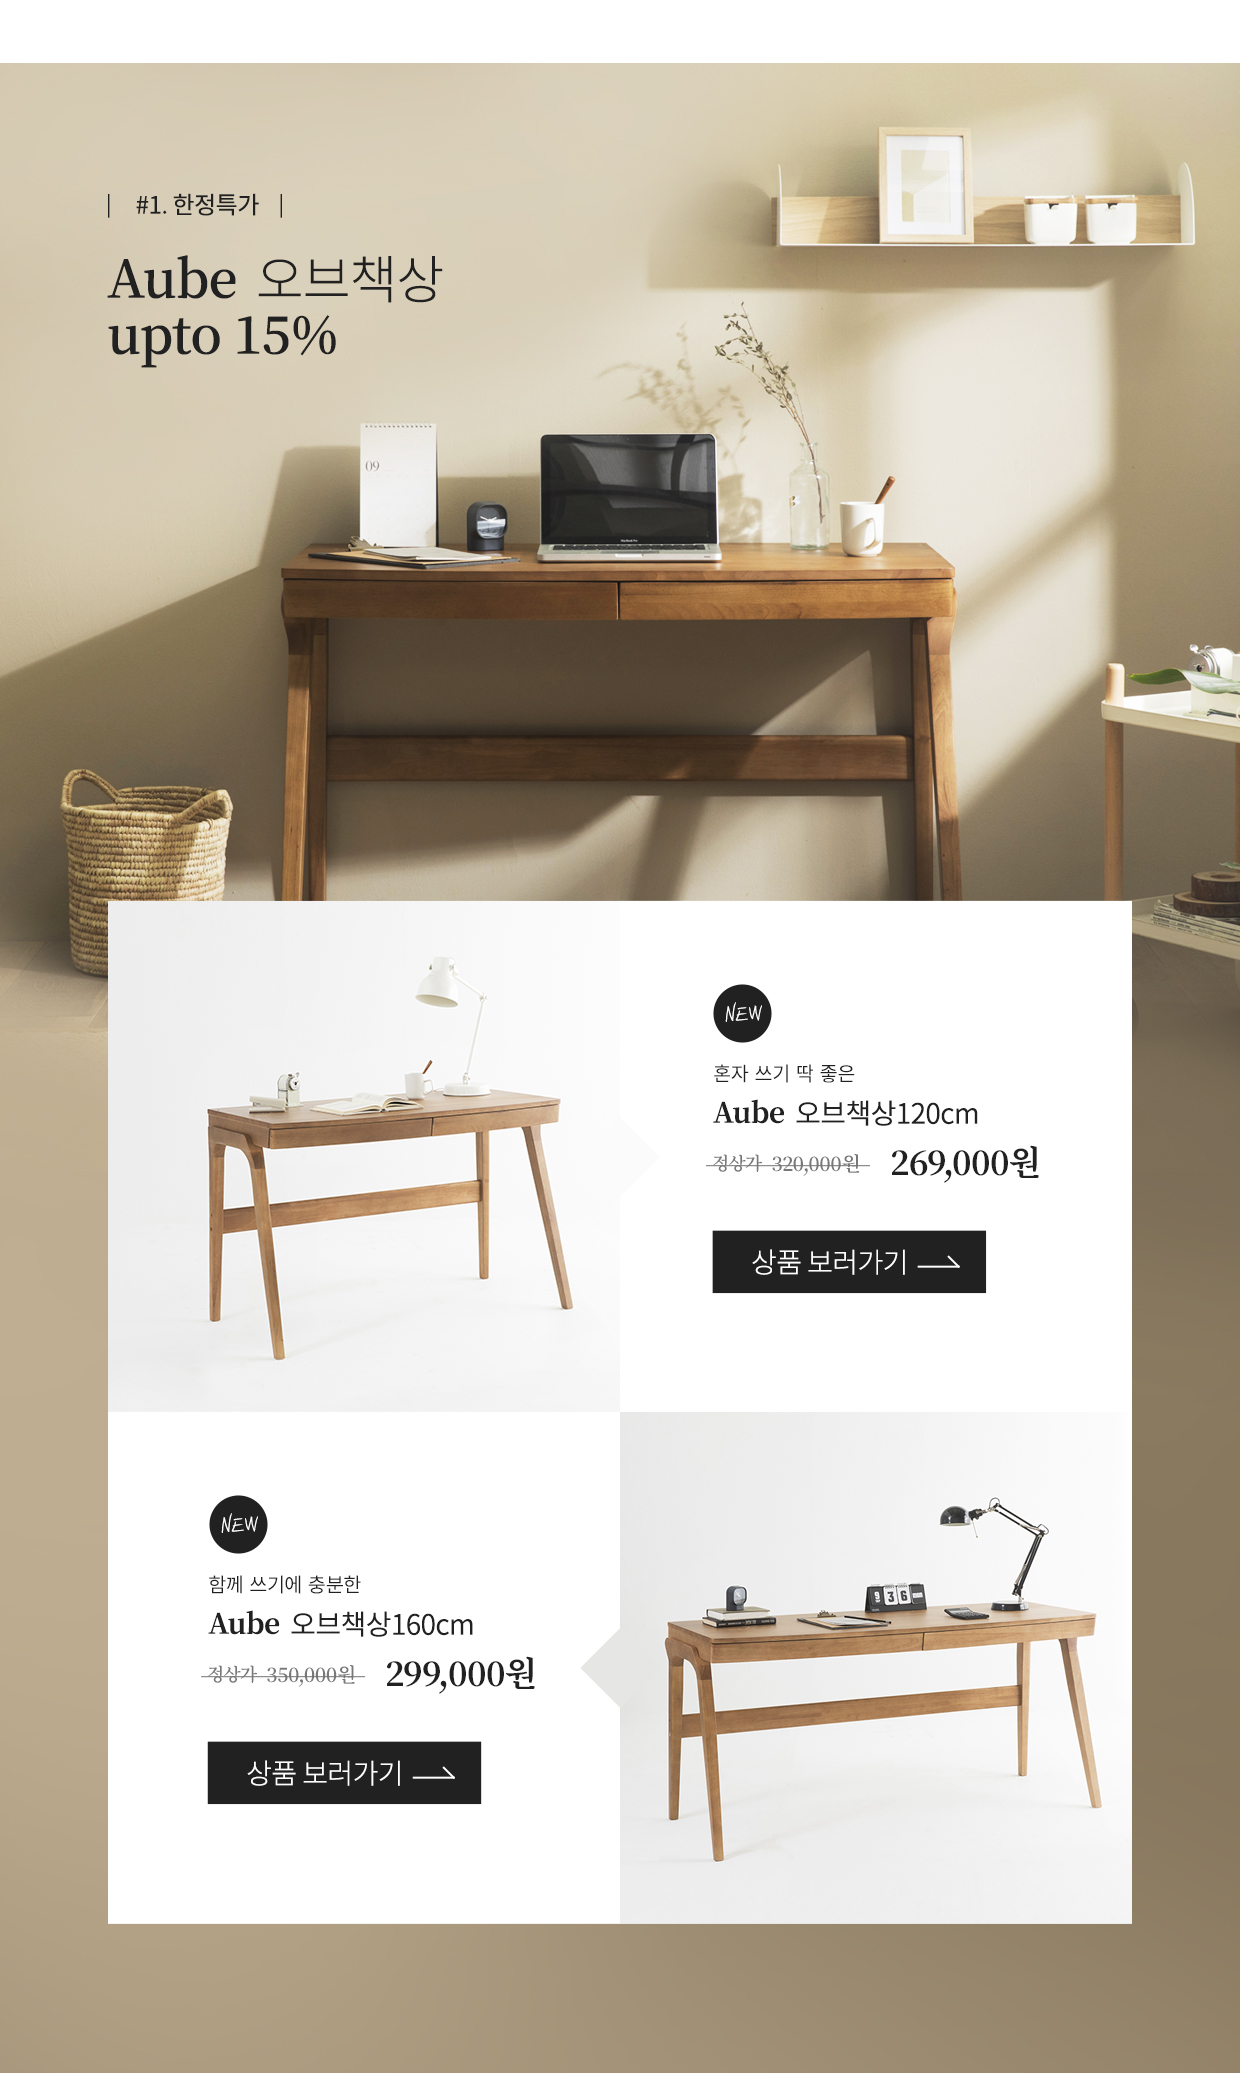 #1. 한정특가
Aube 오브책상
upto 15%
09
NEW
혼자 쓰기 딱 좋은
Aube 오브책상120cm
정상가 320,000원 269,000원
상품 보러가기
NEW
함께 쓰기에 충분한
Aube 오브책상160cm
정상가 350,000원 299,000원
상품 보러가기
9 3 6